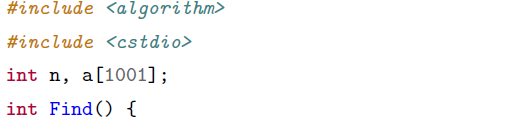 #include <algorithm>
#include <cstdio>
int n, a[1001];
int Find() {